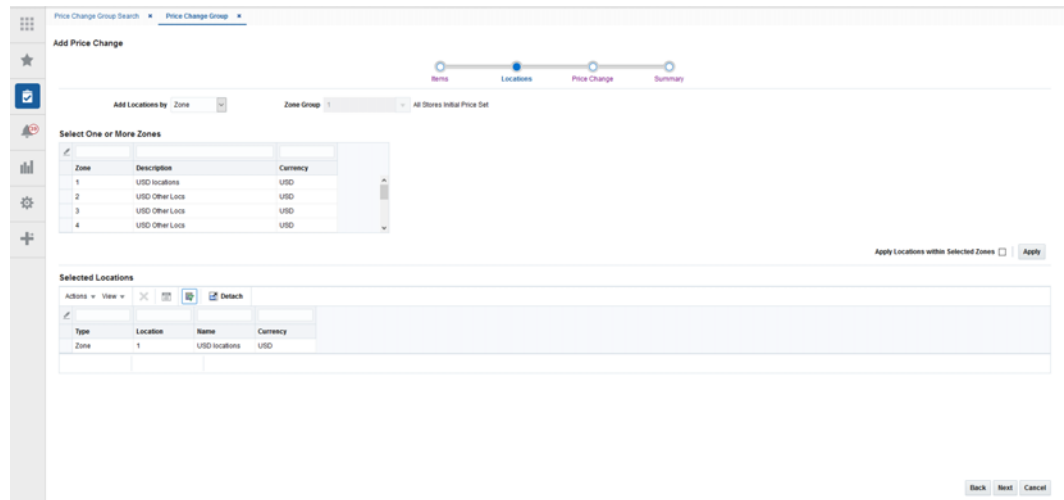 Price Change Group Search × Price Change Group ×
Add Price Change
Items Locations Price Change Summary
Add Locations by Zone Zone Group 1 All Stores Initial Price Set
Select One or More Zones
Zone Description Currency
1 USD locations USD
2 USD Other Locs USD
3 USD Other Locs USD
4 USD Other Locs USD
Apply Locations within Selected Zones Apply
Selected Locations
Actions View Detach
Type Location Name Currency
Zone 1 USD locations USD
Back Next Cancel